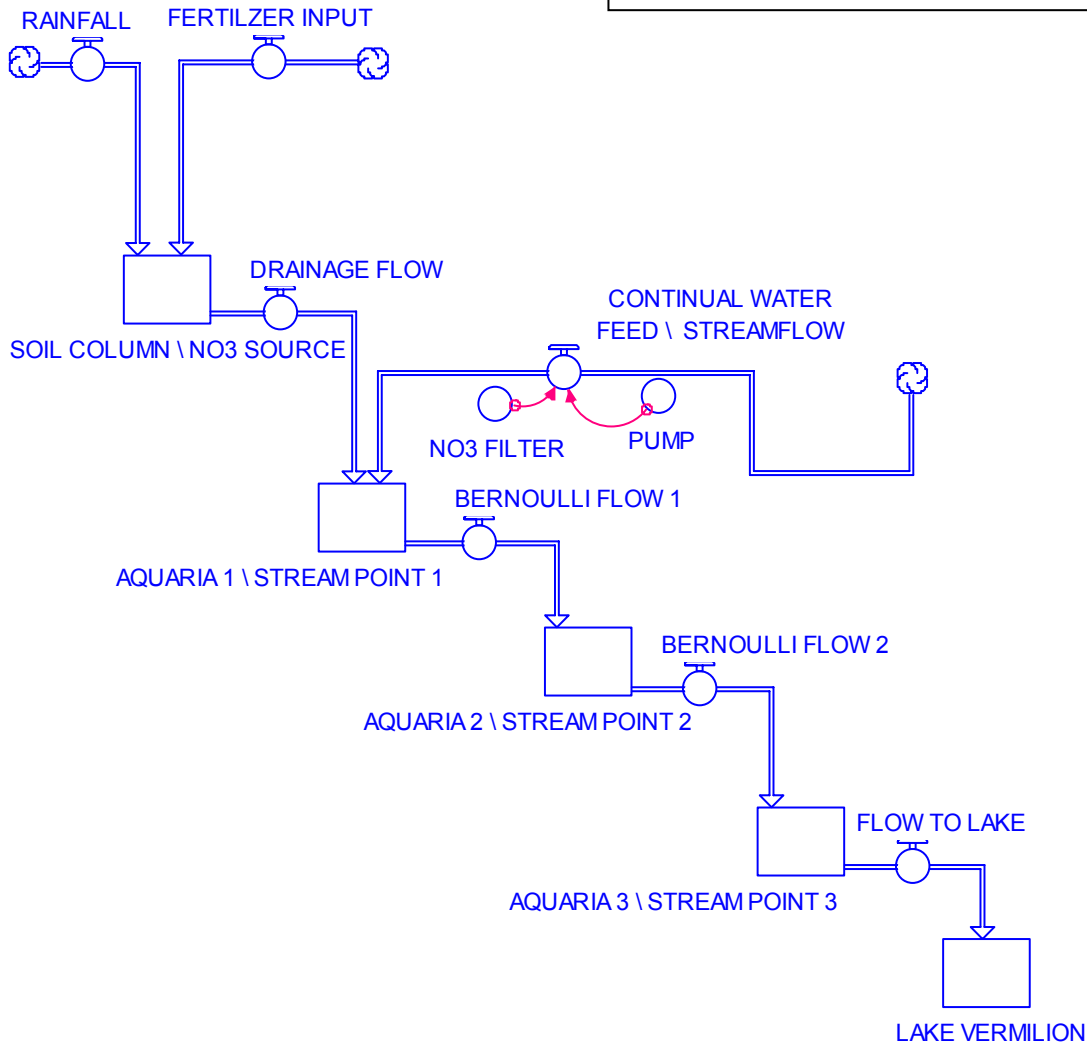 RAINFALL
FERTILZER INPUT
DRAINAGE FLOW
SOIL COLUMN \ NO3 SOURCE
CONTINUAL WATER
FEED \ STREAMFLOW
NO3 FILTER
PUMP
BERNOULLI FLOW 1
AQUARIA 1 \ STREAM POINT 1
BERNOULLI FLOW 2
AQUARIA 2 \ STREAM POINT 2
FLOW TO LAKE
AQUARIA 3 \ STREAM POINT 3
LAKE VERMILION